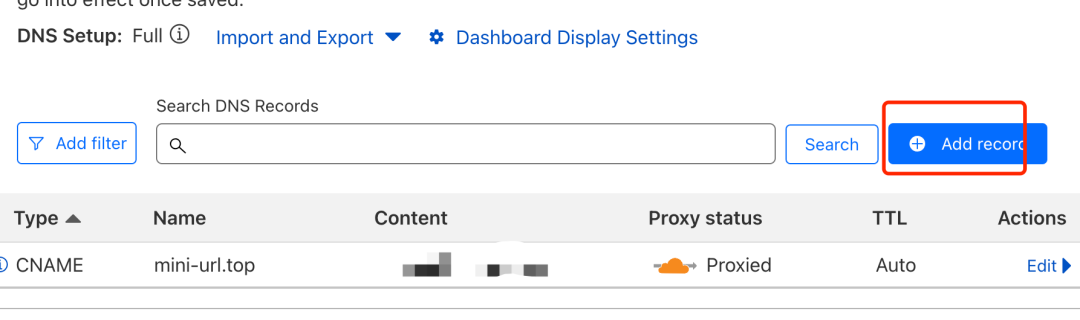 go into effect once saved.
DNS Setup: Full Import and Export Dashboard Display Settings
Search DNS Records
Add filter Search Add record
Type Name Content Proxy status TTL Actions
CNAME mini-url.top Proxied Auto Edit